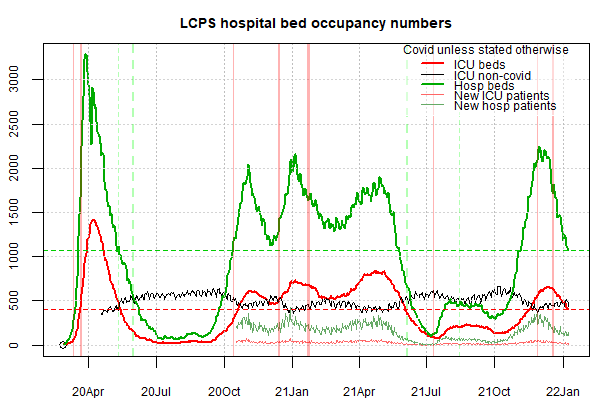 LCPS hospital bed occupancy numbers
Covid unless stated otherwise
ICU beds
ICU non-covid
Hosp beds
New ICU patients
New hosp patients
3000
2500
2000
1500
1000
500
0
20Apr 20Jul 20Oct 21Jan 21Apr 21Jul 21Oct 22Jan